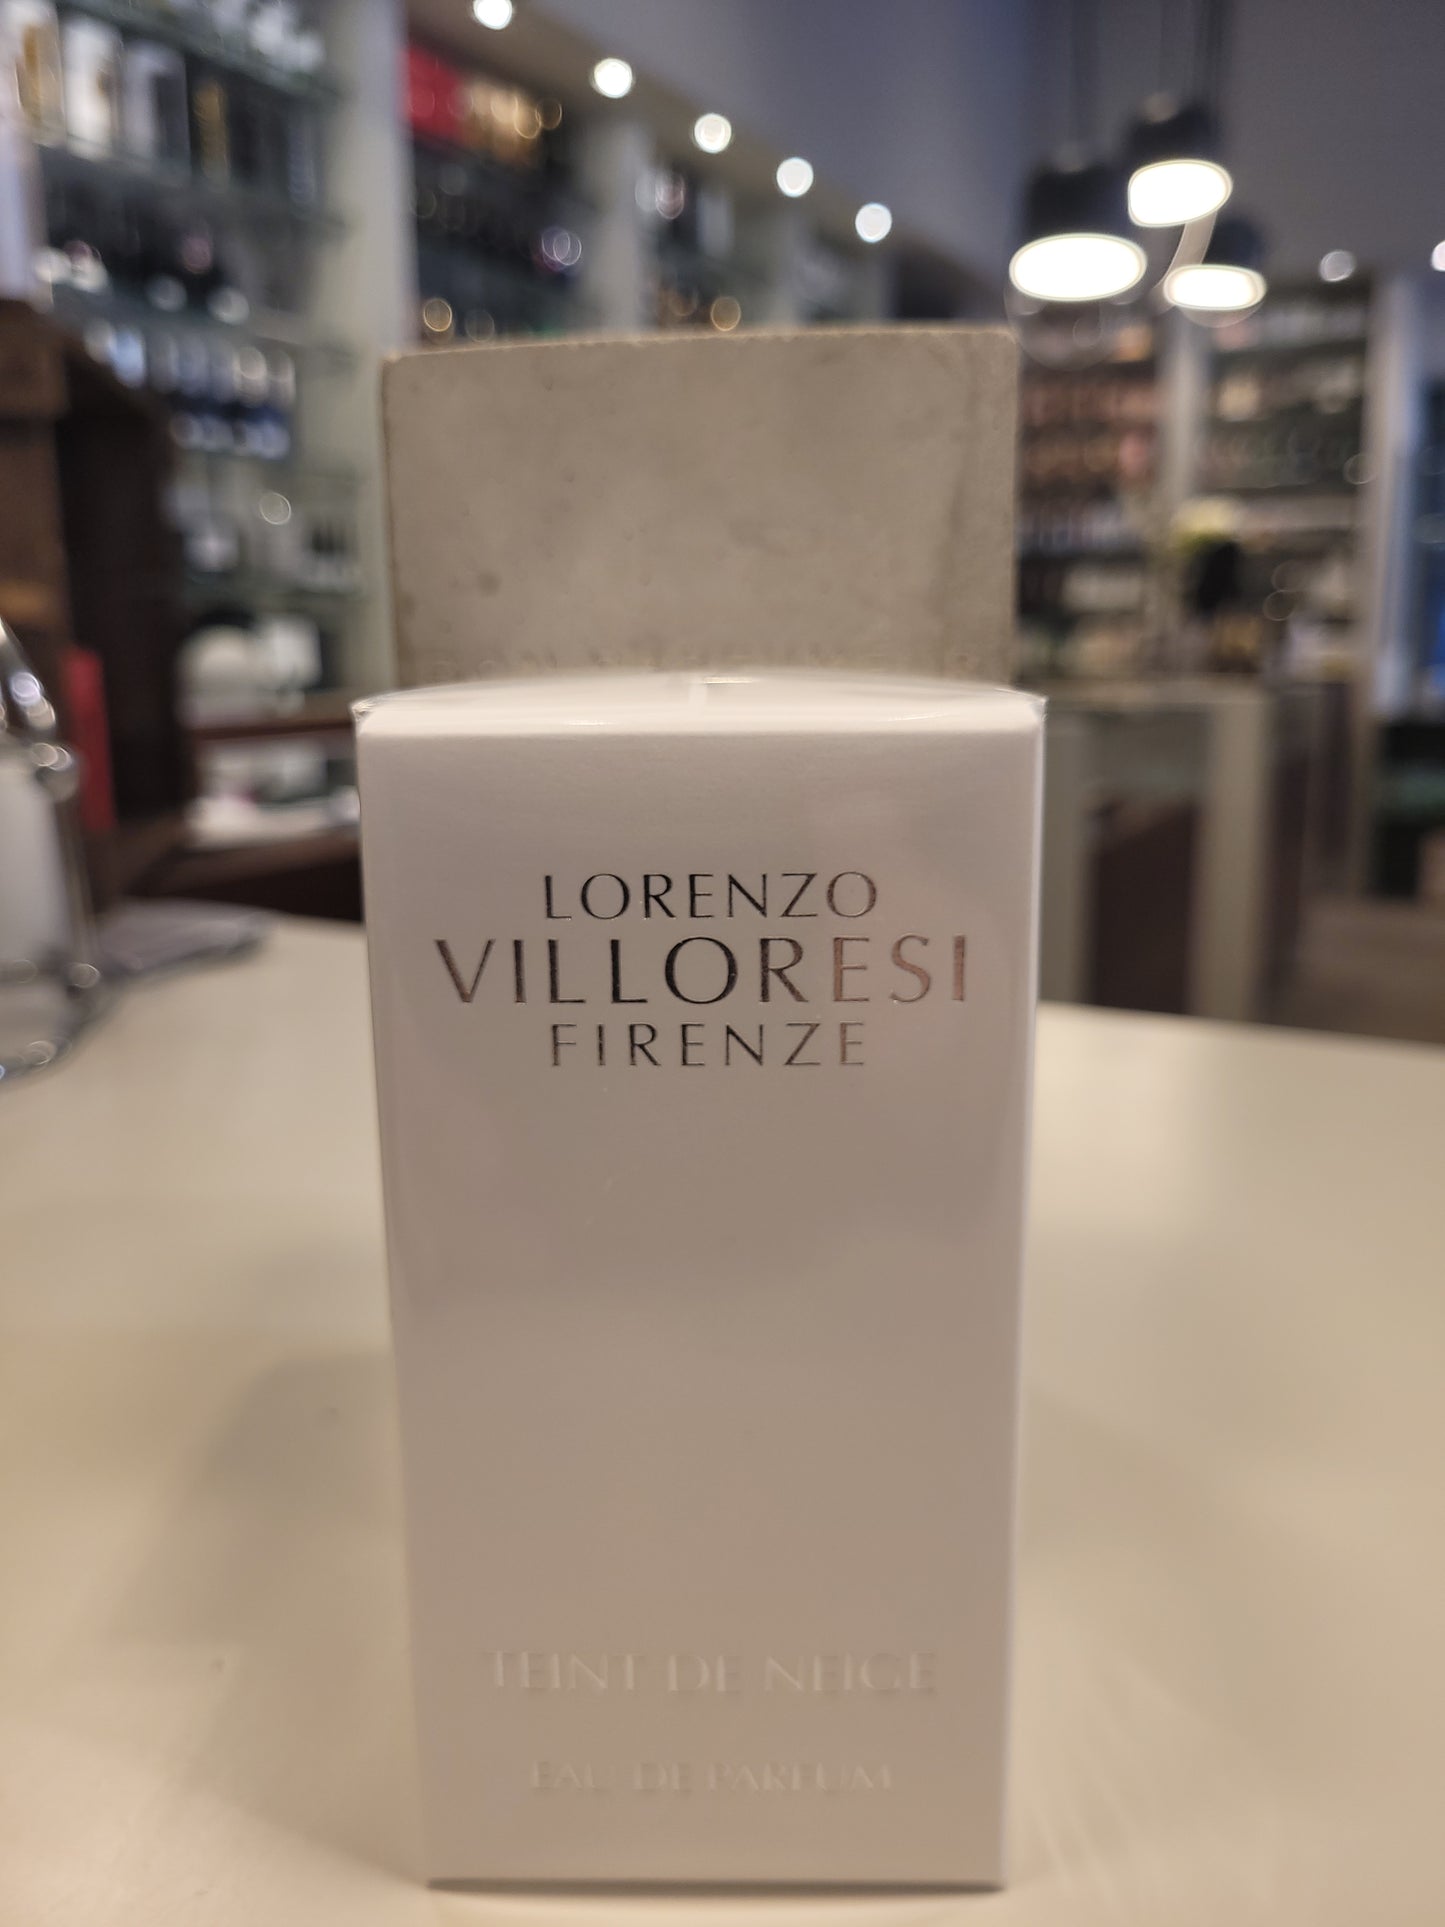 LORENZO
VILLORESI
FIRENZE
TEINT DE NEIGE
EAU DE PARFUM